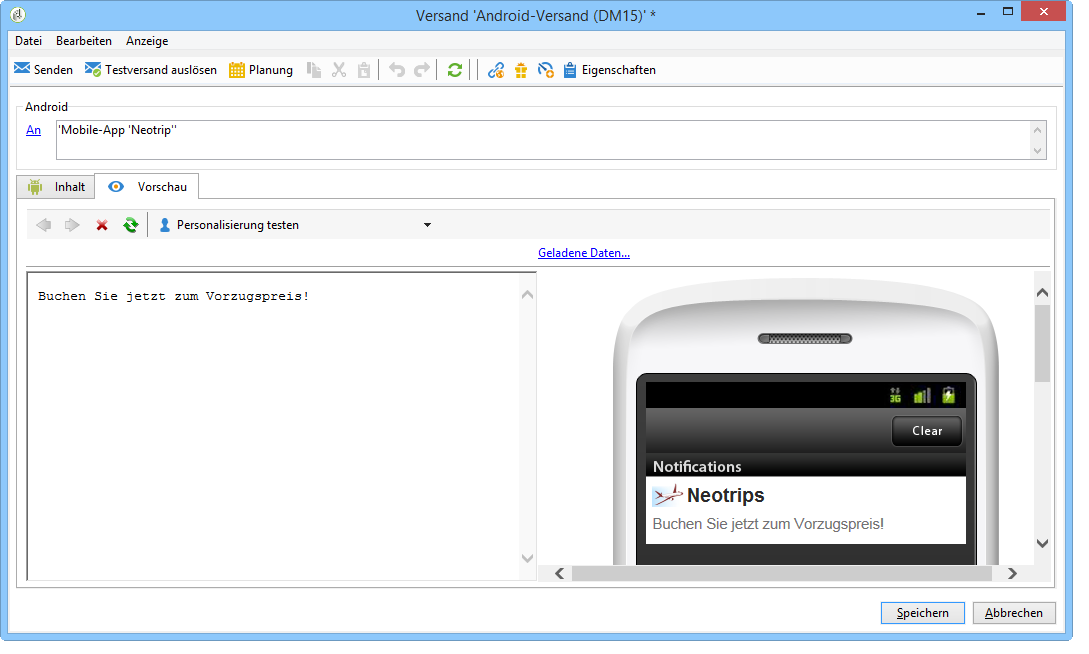 Versand 'Android-Versand (DM15)' *
Datei Bearbeiten Anzeige
Senden Testversand auslösen Planung Eigenschaften
Android
An 'Mobile-App 'Neotrip''
Inhalt Vorschau
Personalisierung testen
Geladene Daten...
Buchen Sie jetzt zum Vorzugspreis!
3G
Clear
Notifications
Neotrips
Buchen Sie jetzt zum Vorzugspreis!
Speichern Abbrechen